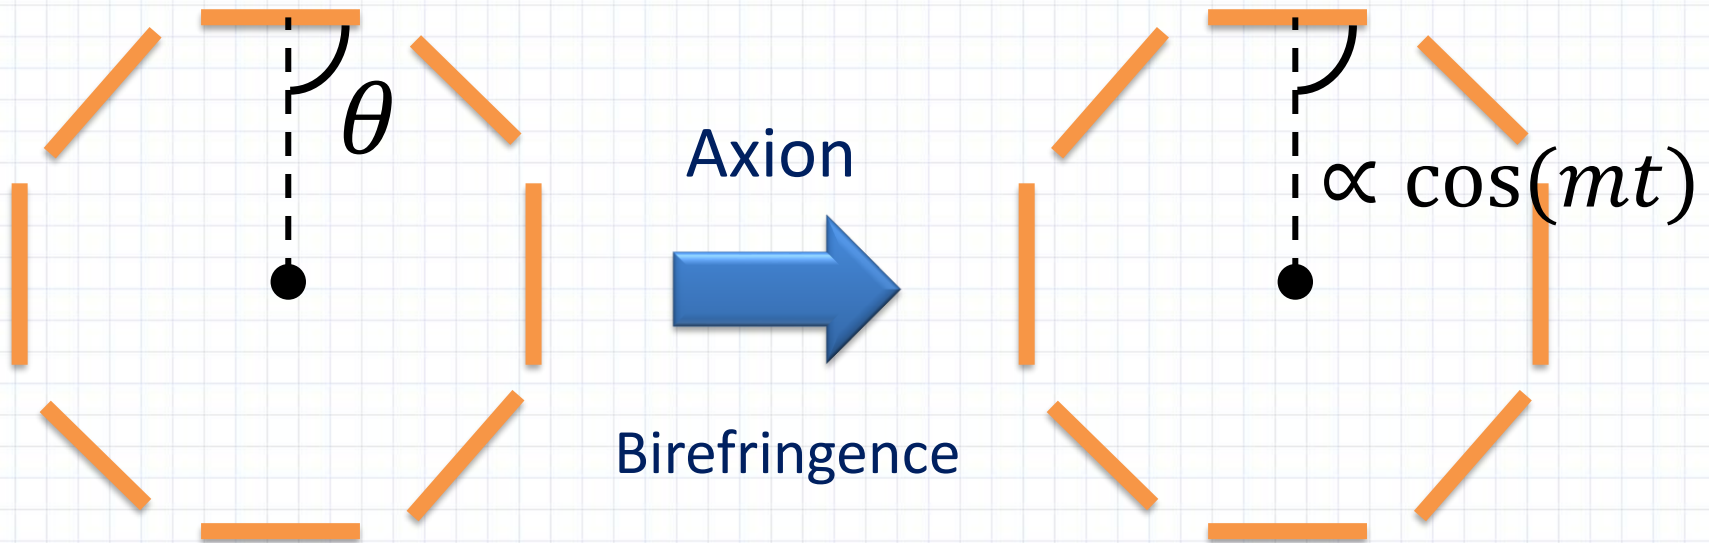 θ
Axion
Birefringence
∝ cos(mt)